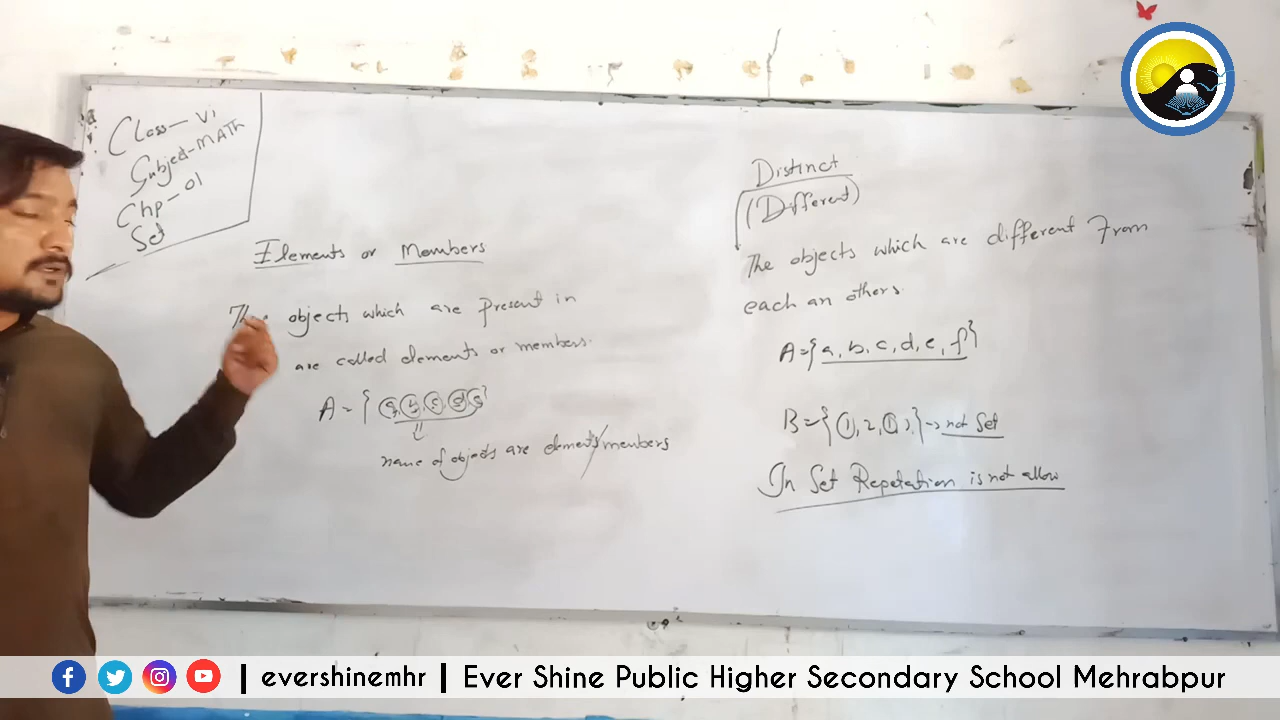 Class - VI
Subject - MATH
Chp - 01
Set
Elements or Members
objects which are present in
are called elements or members.
A = { a, b, c, d, e }
name of objects are elements/members
Distinct
(Different)
The objects which are different from
each an others.
A={a, b, c, d, e, f}
B={1, 2, 1, } → not Set
In Set Repetation is not allow
| evershinemhr | Ever Shine Public Higher Secondary School Mehrabpur